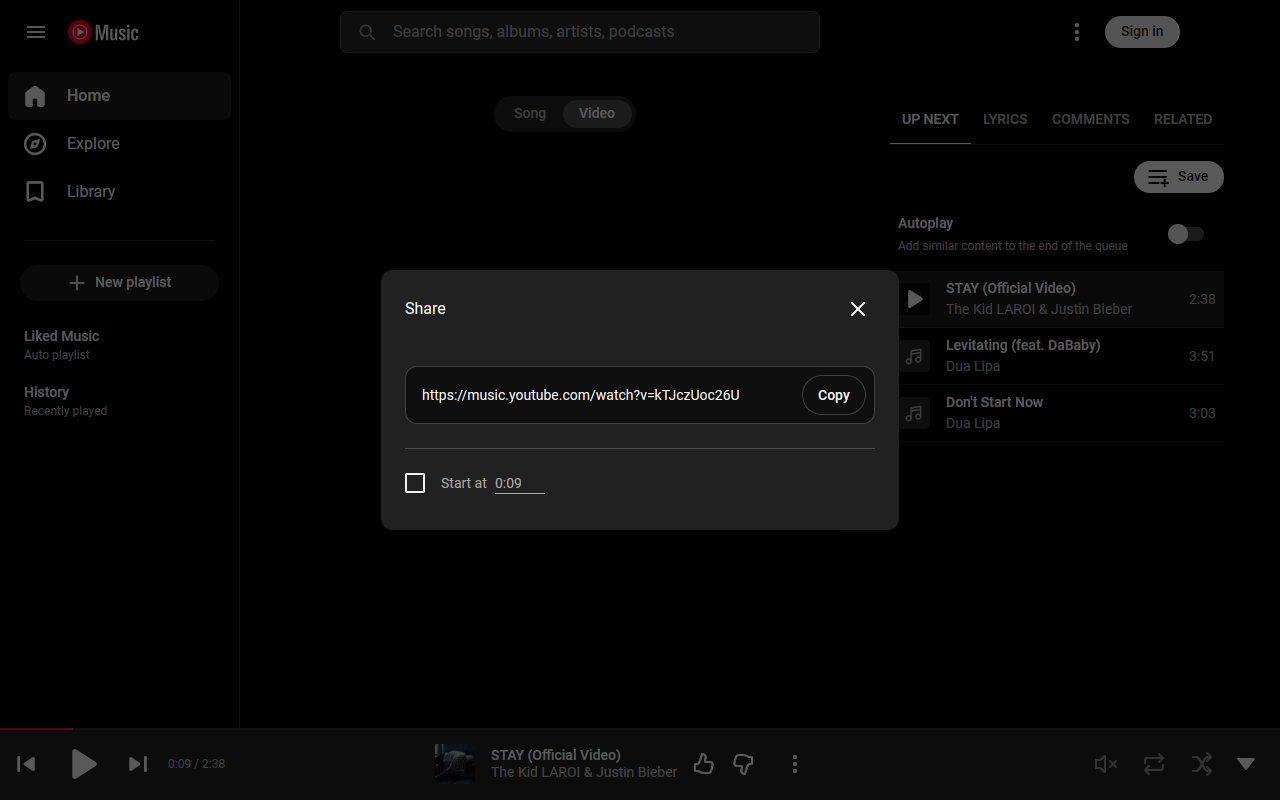 Music
Search songs, albums, artists, podcasts
Sign in
Home
Explore
Library
New playlist
Liked Music
Auto playlist
History
Recently played
Song
Video
UP NEXT
LYRICS
COMMENTS
RELATED
Save
Autoplay
Add similar content to the end of the queue
STAY (Official Video)
The Kid LAROI & Justin Bieber
2:38
Levitating (feat. DaBaby)
Dua Lipa
3:51
Don't Start Now
Dua Lipa
3:03
Share
https://music.youtube.com/watch?v=kTJczUoc26U
Copy
Start at 0:09
0:09 / 2:38
STAY (Official Video)
The Kid LAROI & Justin Bieber